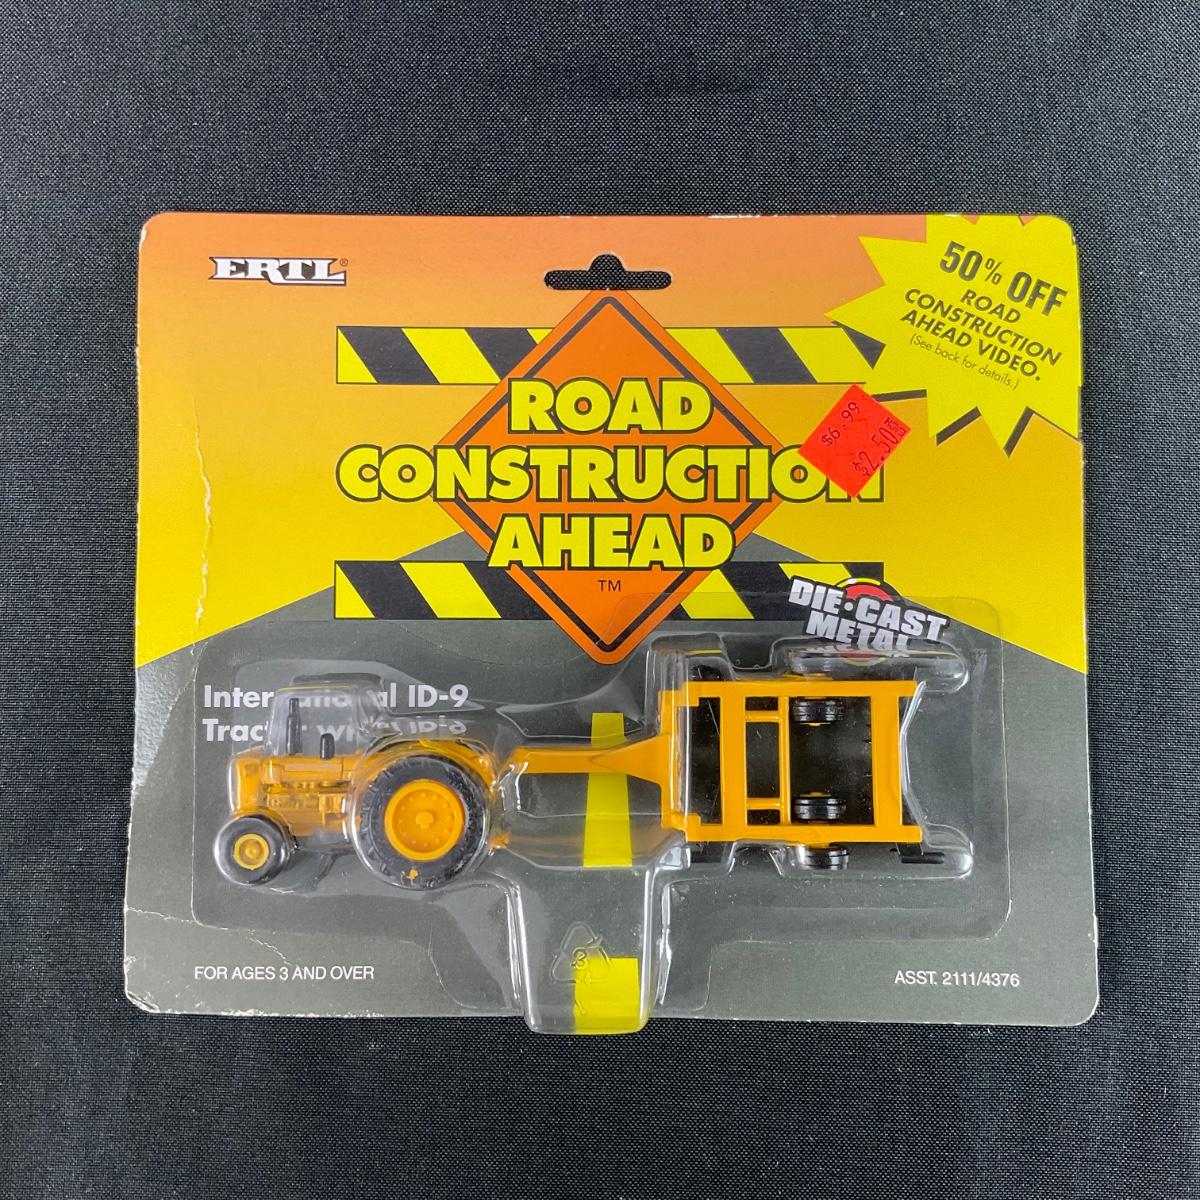 ERTL®
50% OFF
ROAD
CONSTRUCTION
AHEAD VIDEO.
(See back for details.)
ROAD
CONSTRUCTION
AHEAD
TM
$6.99
$2.50
DIE·CAST
METAL
International ID-9
FOR AGES 3 AND OVER
ASST. 2111/4376